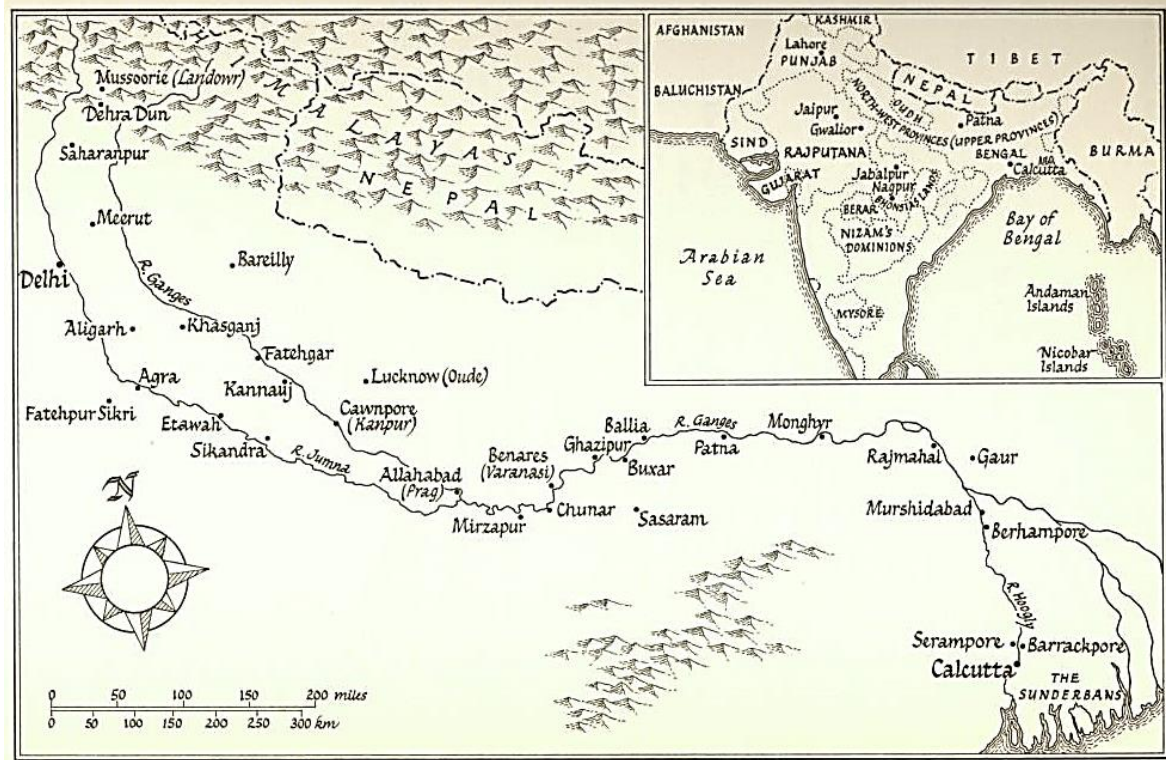 Mussoorie (Landowr)
Dehra Dun
Saharanpur
Meerut
Delhi
R. Ganges
Bareilly
HIMALAYAS
NEPAL
Aligarh
Khasganj
Fatehgar
Agra
Kannauj
Lucknow (Oude)
Fatehpur Sikri
Etawah
Cawnpore
(Kanpur)
Sikandra
R. Jumna
Allahabad
(Prag)
Mirzapur
Benares
(Varanasi)
Chunar
Ghazipur
Ballia
Buxar
Sasaram
R. Ganges
Patna
Monghyr
Rajmahal
Gaur
Murshidabad
Berhampore
R. Hoogly
Serampore
Barrackpore
Calcutta
THE
SUNDERBANS
N
0 50 100 150 200 miles
0 50 100 150 200 250 300 km
AFGHANISTAN
KASHMIR
Lahore
PUNJAB
TIBET
BALUCHISTAN
NEPAL
OUDH
NORTH-WEST PROVINCES (UPPER PROVINCES)
Jaipur
Gwalior
Patna
SIND
RAJPUTANA
BENGAL
BURMA
Calcutta
GUJARAT
Jabalpur
Nagpur
BHONSLAS LANDS
BERAR
NIZAM'S
DOMINIONS
Arabian
Sea
Bay of
Bengal
MYSORE
Andaman
Islands
Nicobar
Islands